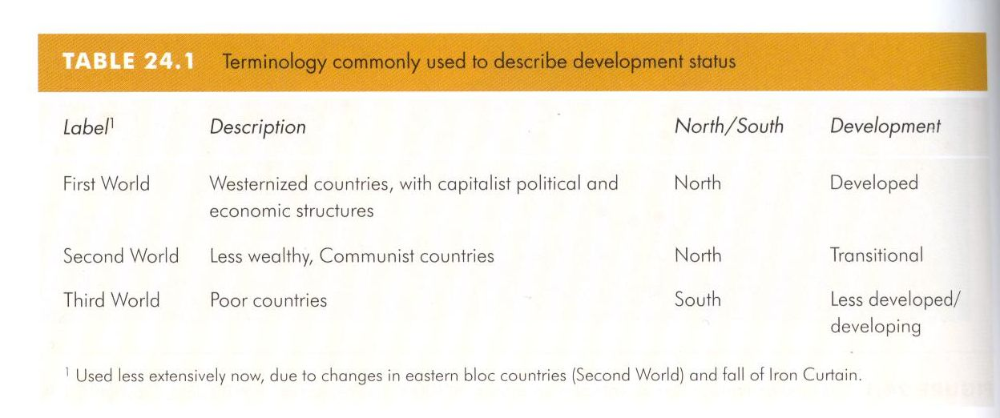 TABLE 24.1 Terminology commonly used to describe development status
Label1 Description North/South Development
First World Westernized countries, with capitalist political and North Developed
economic structures
Second World Less wealthy, Communist countries North Transitional
Third World Poor countries South Less developed/
developing
1 Used less extensively now, due to changes in eastern bloc countries (Second World) and fall of Iron Curtain.